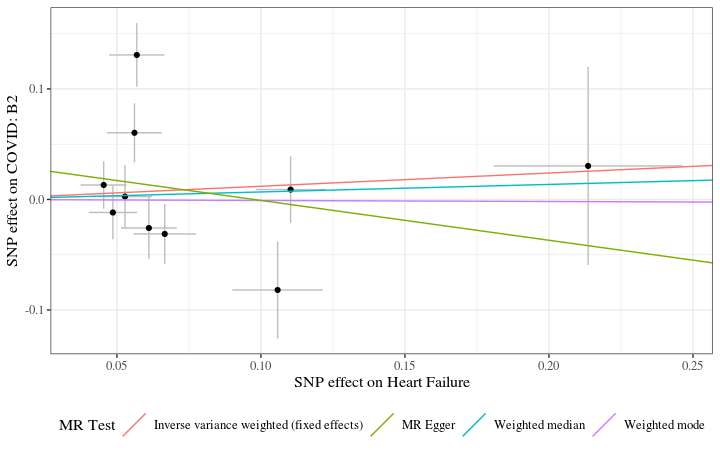 SNP effect on COVID: B2
0.1
0.0
-0.1
0.05
0.10
0.15
0.20
0.25
SNP effect on Heart Failure
MR Test
Inverse variance weighted (fixed effects)
MR Egger
Weighted median
Weighted mode